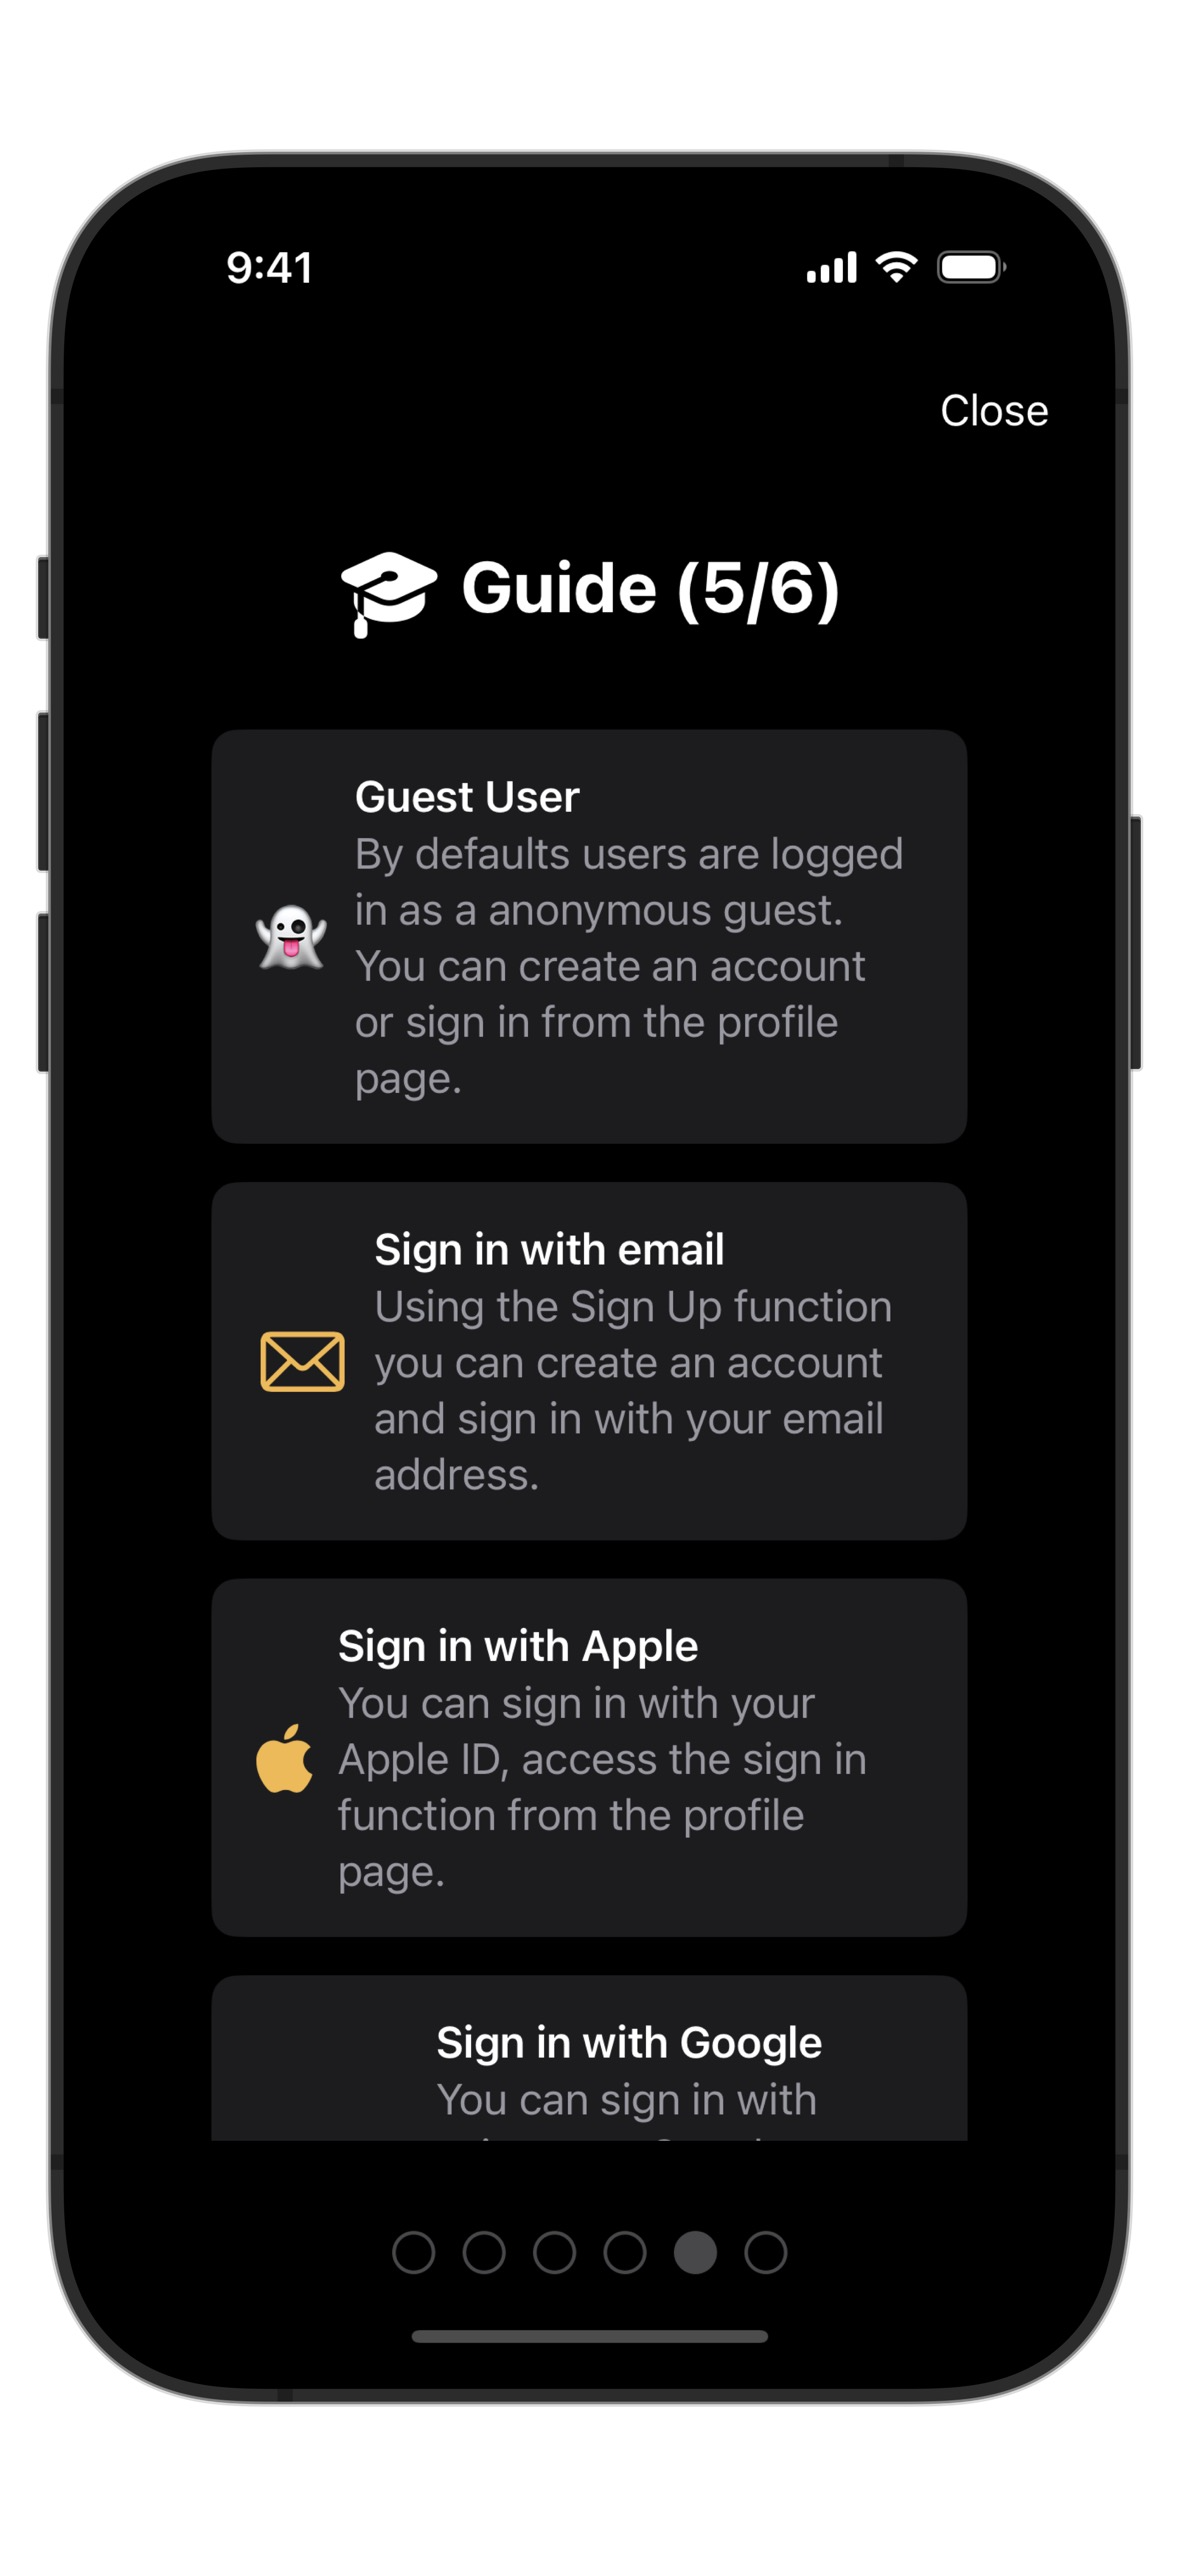 9:41
Close
Guide (5/6)
Guest User
By defaults users are logged
in as a anonymous guest.
You can create an account
or sign in from the profile
page.
Sign in with email
Using the Sign Up function
you can create an account
and sign in with your email
address.
Sign in with Apple
You can sign in with your
Apple ID, access the sign in
function from the profile
page.
Sign in with Google
You can sign in with